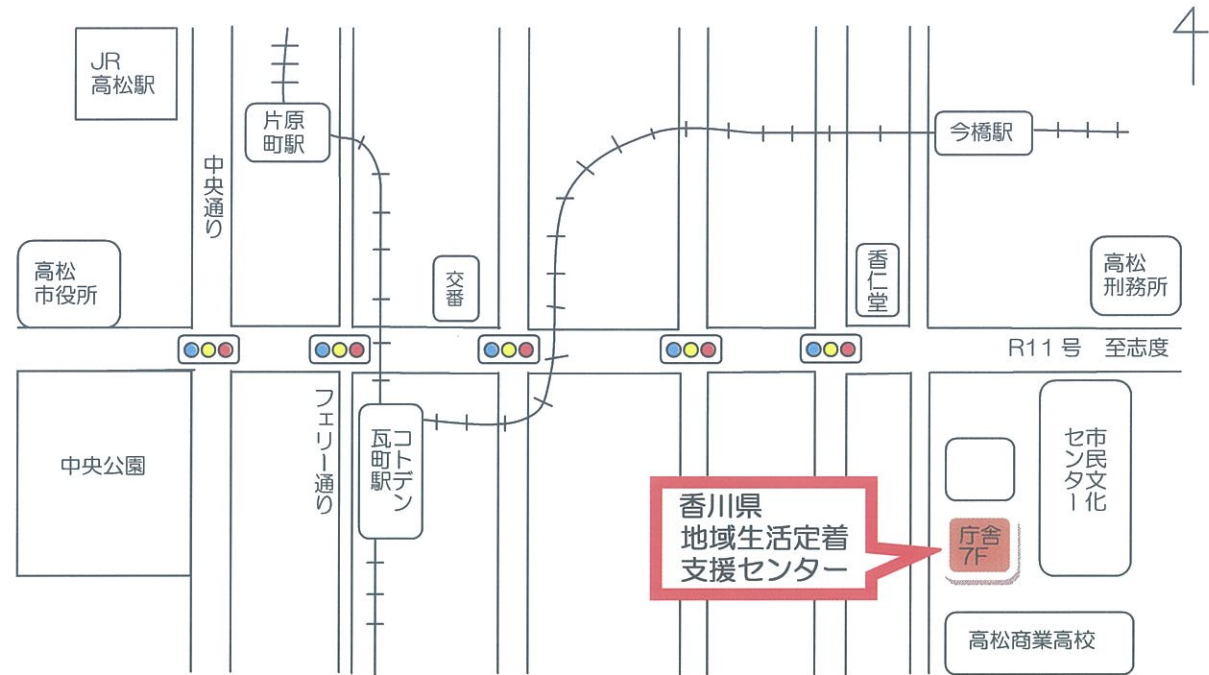 JR
高松駅
片原
町駅
今橋駅
中央通り
高松
市役所
交番
香仁堂
高松
刑務所
R11号　至志度
フェリー通り
コトデン
瓦町駅
中央公園
市民文化
センター
香川県
地域生活定着
支援センター
庁舎
7F
高松商業高校